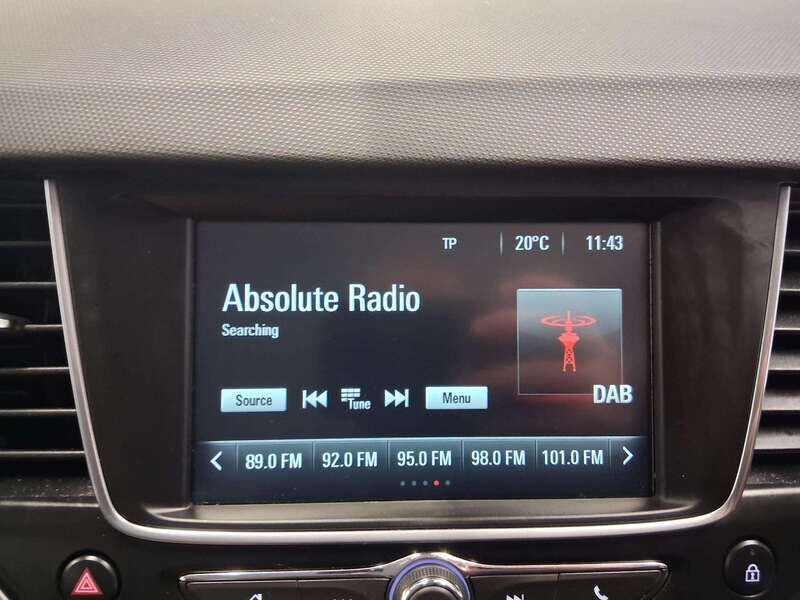 TP 20°C 11:43
Absolute Radio
Searching
Source Tune Menu
DAB
89.0 FM 92.0 FM 95.0 FM 98.0 FM 101.0 FM